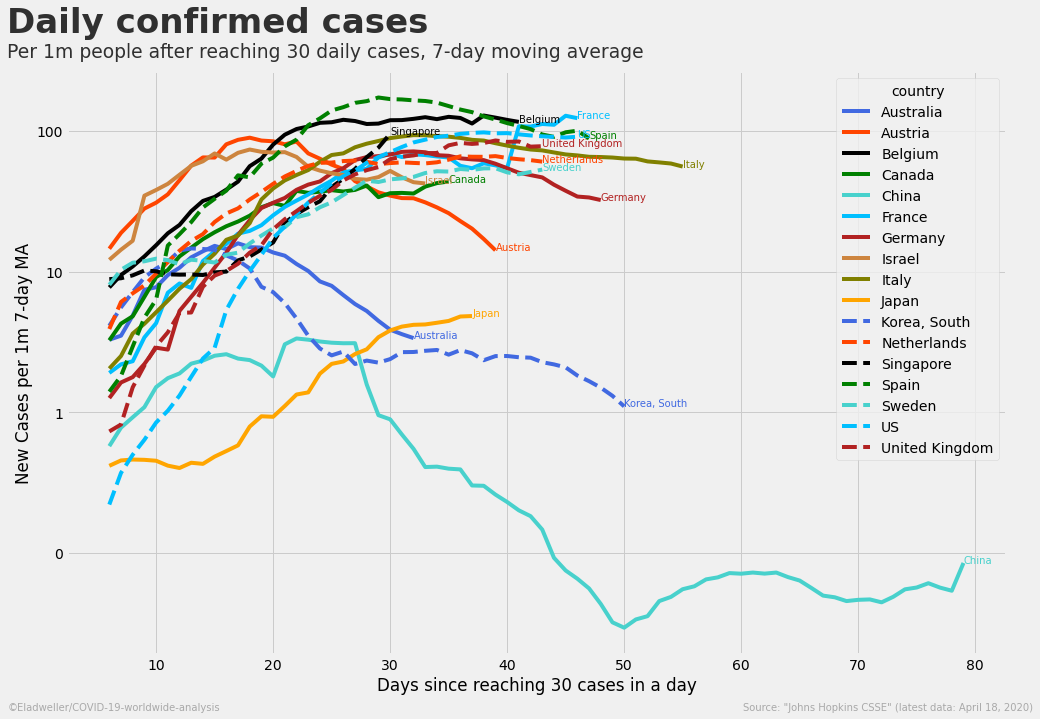 Daily confirmed cases
Per 1m people after reaching 30 daily cases, 7-day moving average
country
Australia
Austria
Belgium
Canada
China
France
Germany
Israel
Italy
Japan
Korea, South
Netherlands
Singapore
Spain
Sweden
US
United Kingdom
New Cases per 1m 7-day MA
100
10
1
0
France
Belgium
Singapore
US
Spain
United Kingdom
Netherlands
Sweden
Italy
Israel
Canada
Germany
Austria
Japan
Australia
Korea, South
China
10 20 30 40 50 60 70 80
Days since reaching 30 cases in a day
©Eladweller/COVID-19-worldwide-analysis
Source: "Johns Hopkins CSSE" (latest data: April 18, 2020)